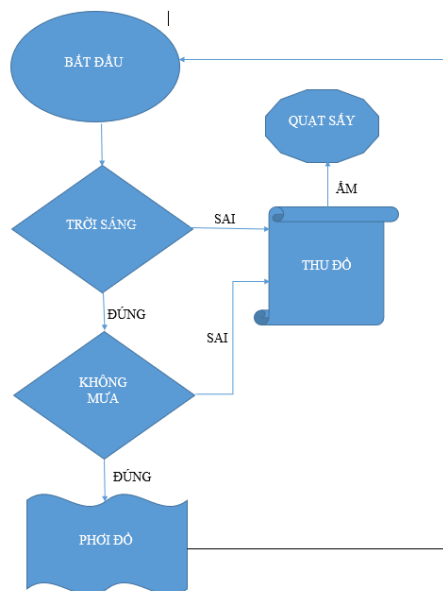 BẮT ĐẦU
QUẠT SẤY
ẨM
TRỜI SÁNG
SAI
THU ĐỒ
ĐÚNG
SAI
KHÔNG
MƯA
ĐÚNG
PHƠI ĐỒ